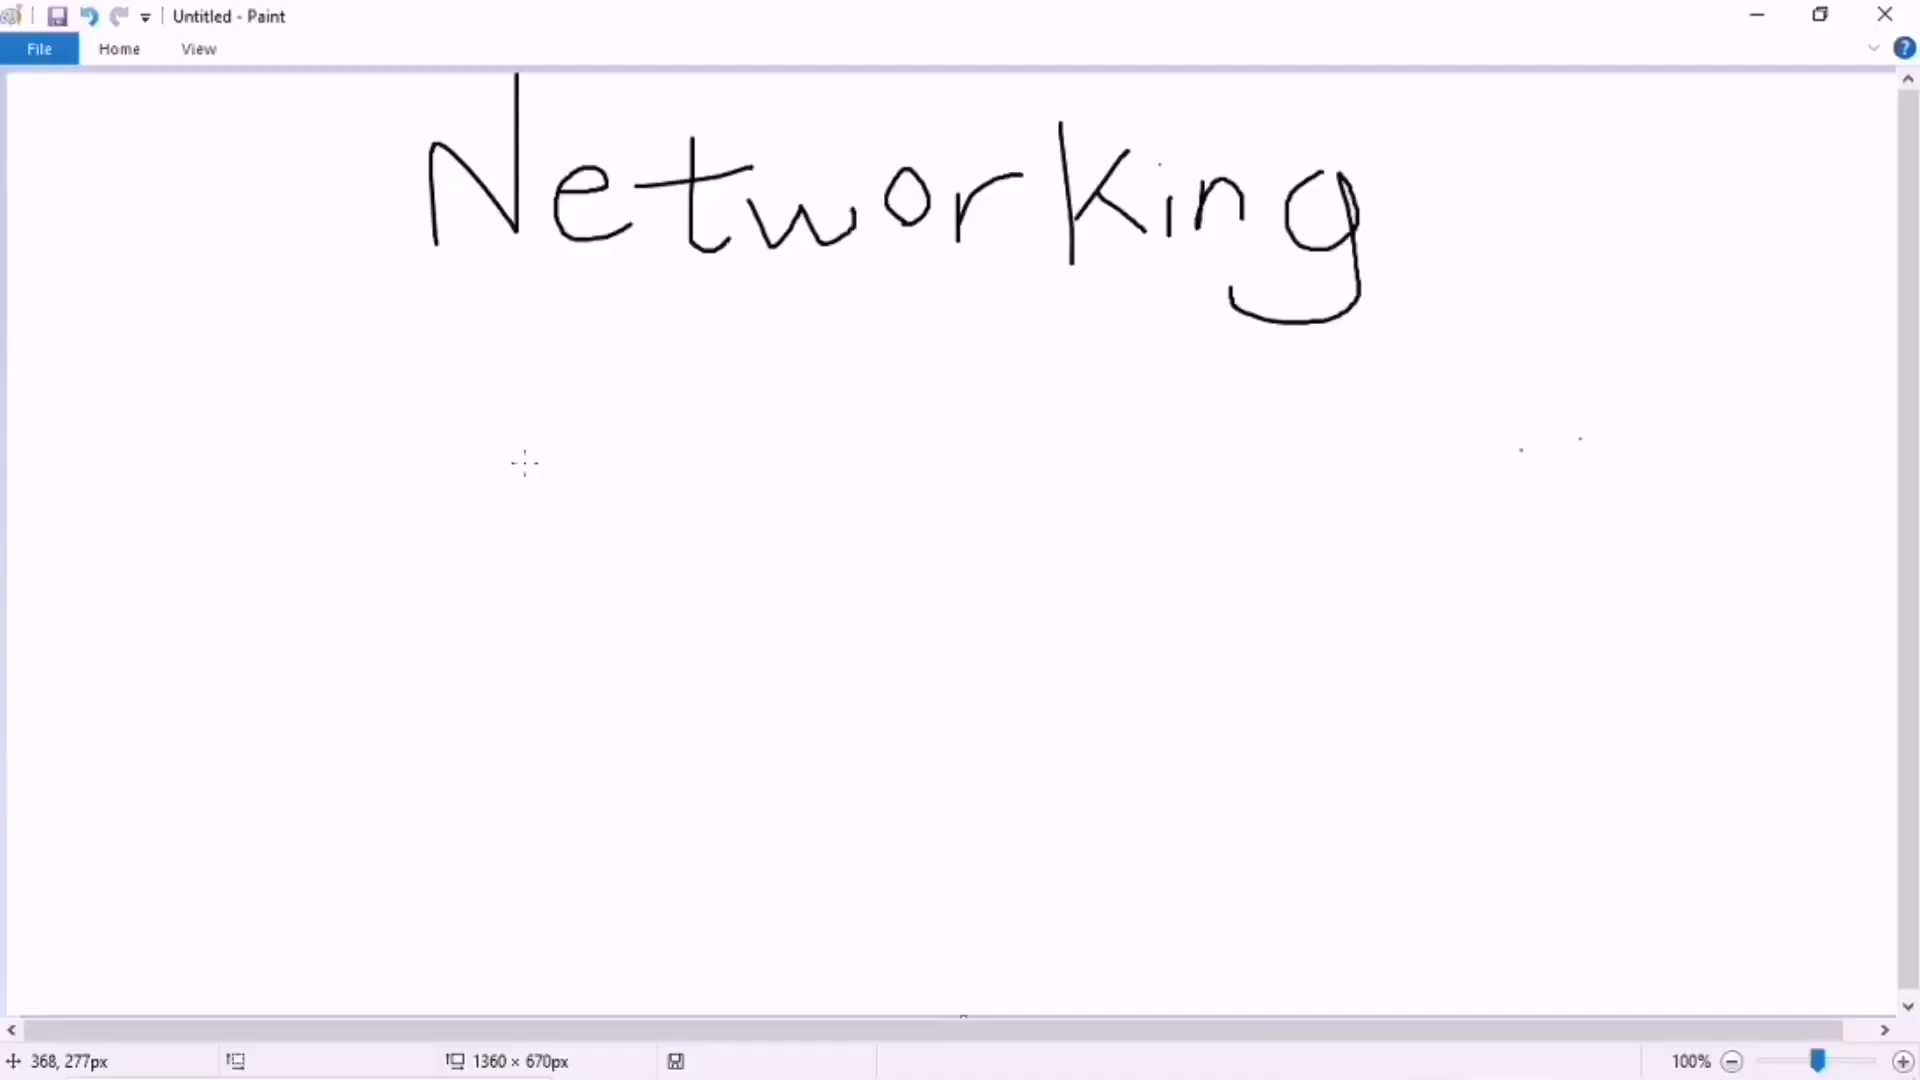 Untitled - Paint
File Home View
Networking
368, 277px 1360 × 670px 100%